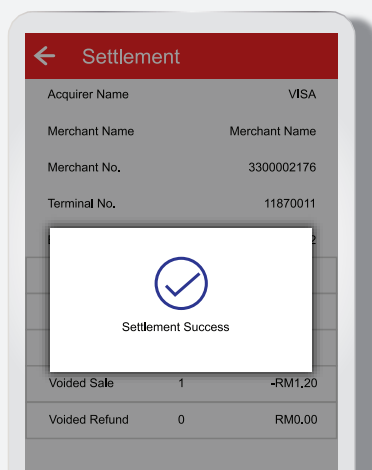 Settlement
Acquirer Name VISA
Merchant Name Merchant Name
Merchant No. 3300002176
Terminal No. 11870011
Settlement Success
Voided Sale 1 -RM1.20
Voided Refund 0 RM0.00